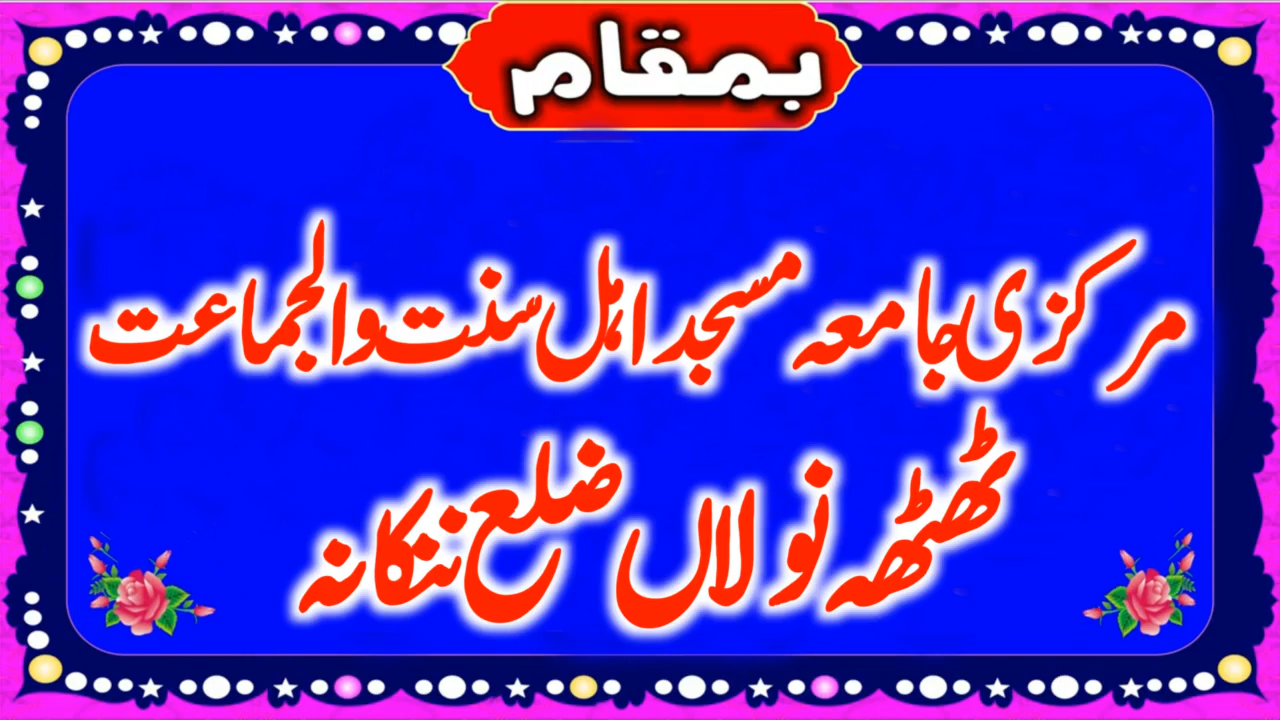 بمقام
مرکزی جامعہ مسجد اہل سنت والجماعت
ٹھٹھہ نولاں ضلع ننکانہ